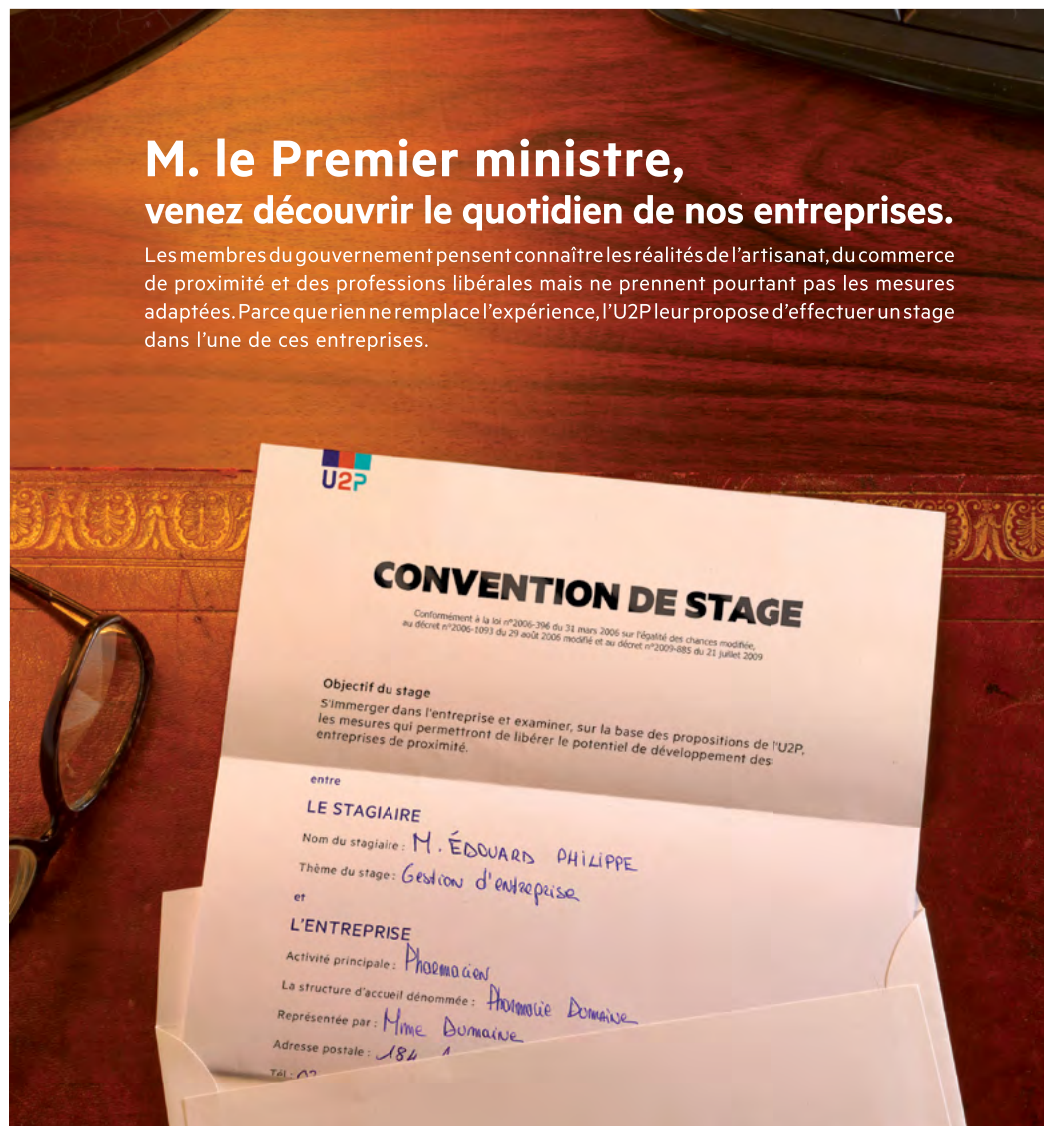 M. le Premier ministre,
venez découvrir le quotidien de nos entreprises.
Les membres du gouvernement pensent connaître les réalités de l'artisanat, du commerce
de proximité et des professions libérales mais ne prennent pourtant pas les mesures
adaptées. Parce que rien ne remplace l'expérience, l'U2P leur propose d'effectuer un stage
dans l'une de ces entreprises.
U2P
CONVENTION DE STAGE
Conformément à la loi n°2006-396 du 31 mars 2006 sur l'égalité des chances modifiée,
au décret n°2006-1093 du 29 août 2006 modifié et au décret n°2009-885 du 21 juillet 2009
Objectif du stage
S'immerger dans l'entreprise et examiner, sur la base des propositions de l'U2P,
les mesures qui permettront de libérer le potentiel de développement des
entreprises de proximité.
entre
LE STAGIAIRE
Nom du stagiaire : M. ÉDOUARD PHILIPPE
Thème du stage : Gestion d'entreprise
et
L'ENTREPRISE
Activité principale : Pharmacien
La structure d'accueil dénommée : Pharmacie Dumaine
Représentée par : Mme Dumaine
Adresse postale : 184
Tél :